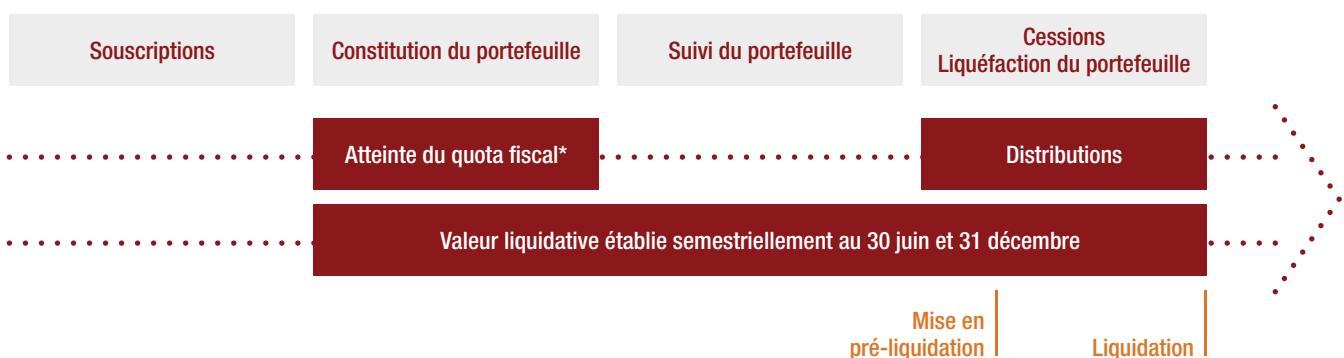 Souscriptions
Constitution du portefeuille
Suivi du portefeuille
Cessions
Liquéfaction du portefeuille
Atteinte du quota fiscal*
Distributions
Valeur liquidative établie semestriellement au 30 juin et 31 décembre
Mise en
pré-liquidation
Liquidation